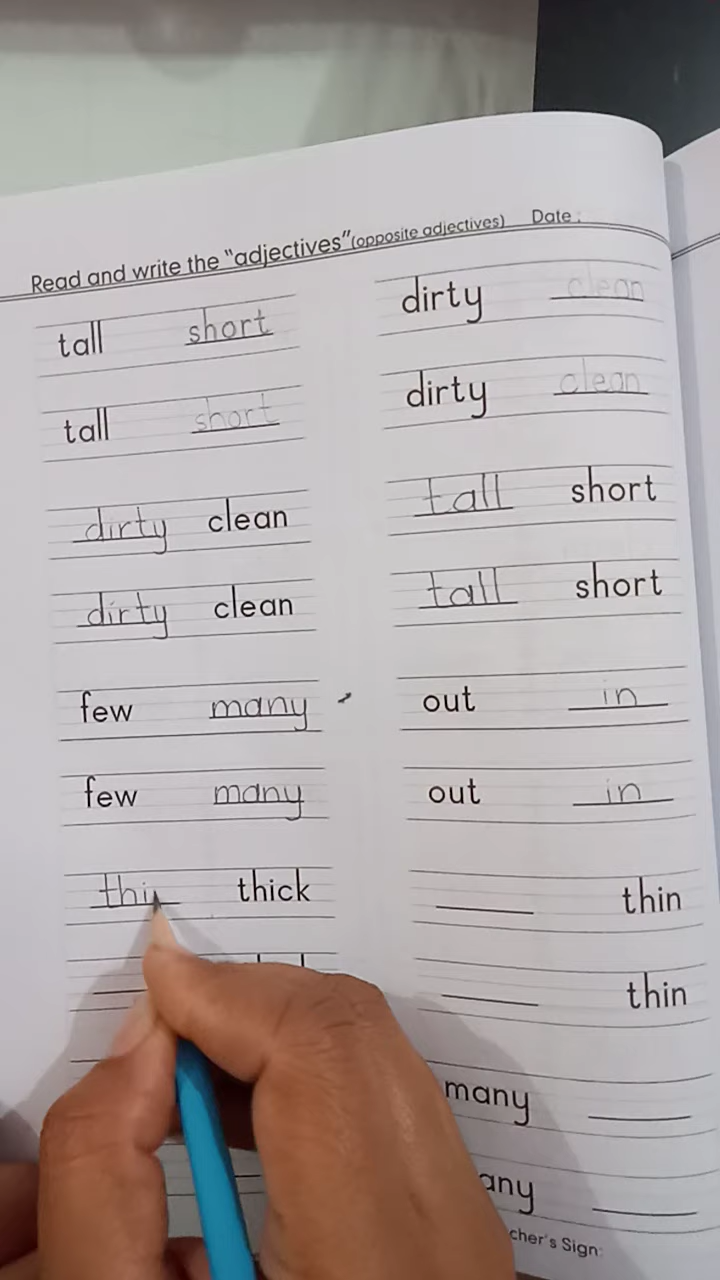 Read and write the "adjectives"(opposite adjectives) Date :
tall short
tall short
dirty clean
dirty clean
few many
few many
thi thick
dirty clean
dirty clean
tall short
tall short
out in
out in
thin
thin
many
any
cher's Sign: